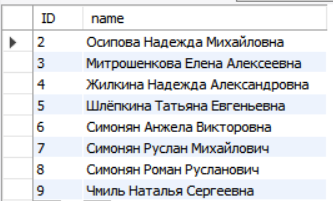 ID name
2 Осипова Надежда Михайловна
3 Митрошенкова Елена Алексеевна
4 Жилкина Надежда Александровна
5 Шлёпкина Татьяна Евгеньевна
6 Симонян Анжела Викторовна
7 Симонян Руслан Михайлович
8 Симонян Роман Русланович
9 Чмиль Наталья Сергеевна